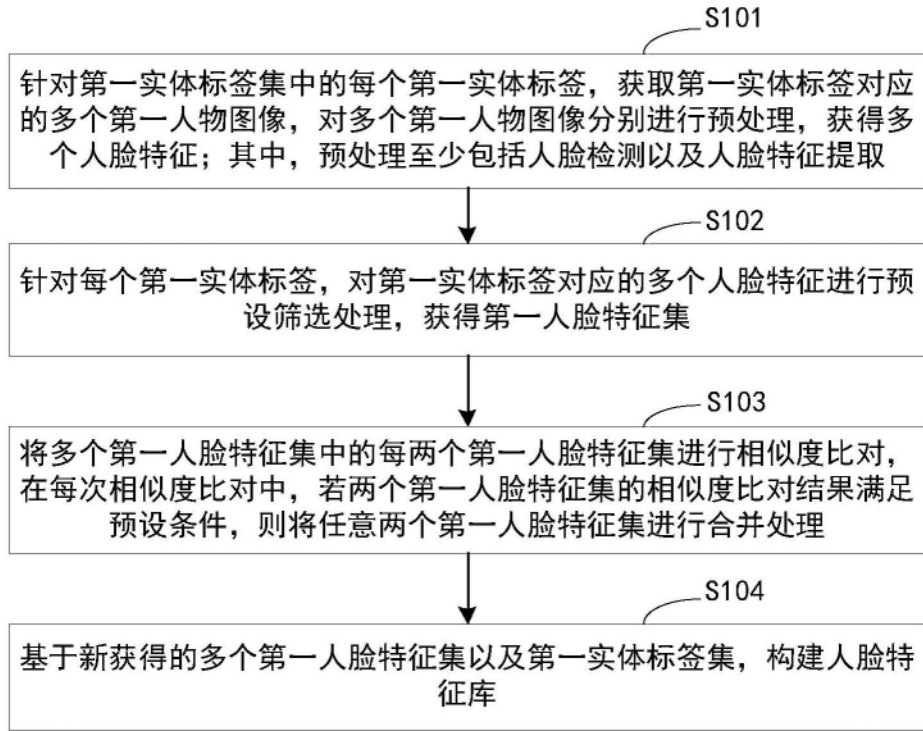 S101
针对第一实体标签集中的每个第一实体标签，获取第一实体标签对应
的多个第一人物图像，对多个第一人物图像分别进行预处理，获得多
个人脸特征；其中，预处理至少包括人脸检测以及人脸特征提取
S102
针对每个第一实体标签，对第一实体标签对应的多个人脸特征进行预
设筛选处理，获得第一人脸特征集
S103
将多个第一人脸特征集中的每两个第一人脸特征集进行相似度比对，
在每次相似度比对中，若两个第一人脸特征集的相似度比对结果满足
预设条件，则将任意两个第一人脸特征集进行合并处理
S104
基于新获得的多个第一人脸特征集以及第一实体标签集，构建人脸特
征库